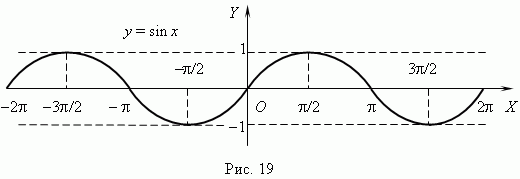 Y
y = sin x
1
–π/2
3π/2
–2π
–3π/2
– π
O
π/2
π
2π
X
–1
Рис. 19